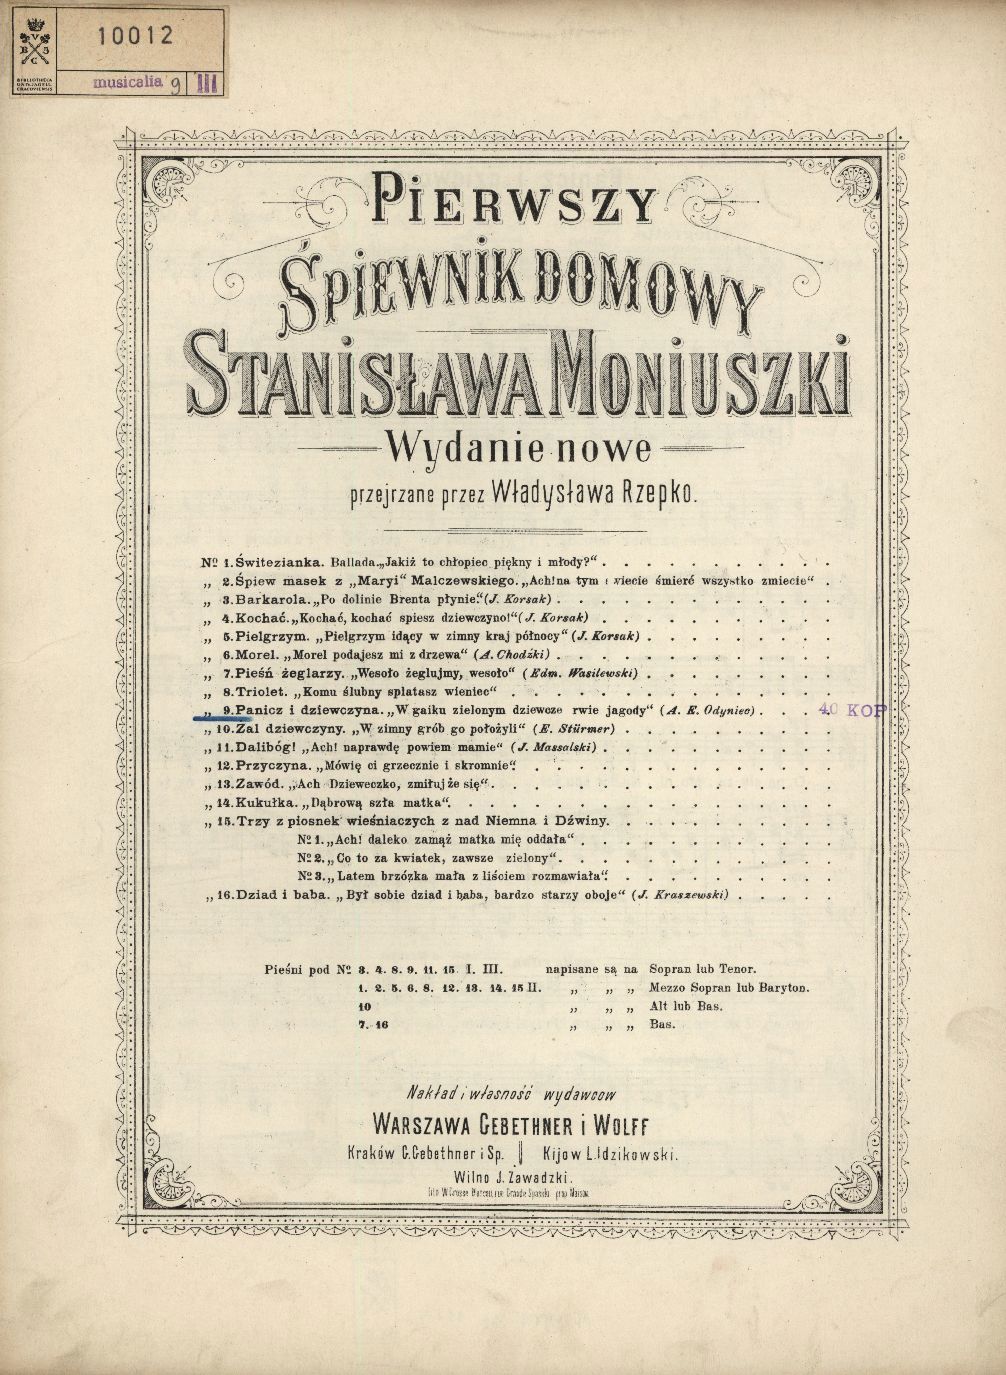 10012
BIBLIOTHECA
UNIV. JAGELL.
CRACOVIENSIS
musicalia 9 III
PIERWSZY
ŚPIEWNIK DOMOWY
STANISŁAWA MONIUSZKI
Wydanie nowe
przejrzane przez Władysława Rzepko.
No 1. Świtezianka. Ballada. „Jakiż to chłopiec piękny i młody?“
„ 2. Śpiew masek z „Maryi“ Malczewskiego. „Ach! na tym świecie śmierć wszystko zmiecie“
„ 3. Barkarola. „Po dolinie Brenta płynie.“ (J. Korsak)
„ 4. Kochać. „Kochać, kochać spiesz dziewczyno!“ (J. Korsak)
„ 5. Pielgrzym. „Pielgrzym idący w zimny kraj północy“ (J. Korsak)
„ 6. Morel. „Morel podajesz mi z drzewa“ (A. Chodźki)
„ 7. Pieśń żeglarzy. „Wesoło żeglujmy, wesoło“ (Edm. Wasilewski)
„ 8. Triolet. „Komu ślubny splatasz wieniec“
„ 9. Panicz i dziewczyna. „W gaiku zielonym dziewcze rwie jagody“ (A. E. Odyniec) 40 KOP
„ 10. Żal dziewczyny. „W zimny grób go położyli“ (E. Stürmer)
„ 11. Dalibóg! „Ach! naprawdę powiem mamie“ (J. Massalski)
„ 12. Przyczyna. „Mówię ci grzecznie i skromnie.“
„ 13. Zawód. „Ach Dzieweczko, zmiłuj że się“
„ 14. Kukułka. „Dąbrową szła matka“.
„ 15. Trzy z piosnek wieśniaczych z nad Niemna i Dźwiny.
No 1. „Ach! daleko zamąż matka mię oddała“
No 2. „Co to za kwiatek, zawsze zielony“.
No 3. „Latem brzózka mała z liściem rozmawiała“.
„ 16. Dziad i baba. „Był sobie dziad i baba, bardzo starzy oboje“ (J. Kraszewski)
Pieśni pod No 3. 4. 8. 9. 11. 15. I. III. napisane są na Sopran lub Tenor.
1. 2. 5. 6. 8. 12. 13. 14. 15 II. „ „ „ Mezzo Sopran lub Baryton.
10 „ „ „ Alt lub Bas.
7. 16 „ „ „ Bas.
Nakład i własność wydawców
WARSZAWA GEBETHNER i WOLFF
Kraków G. Gebethner i Sp. || Kijow L. Idzikowski.
Wilno J. Zawadzki.